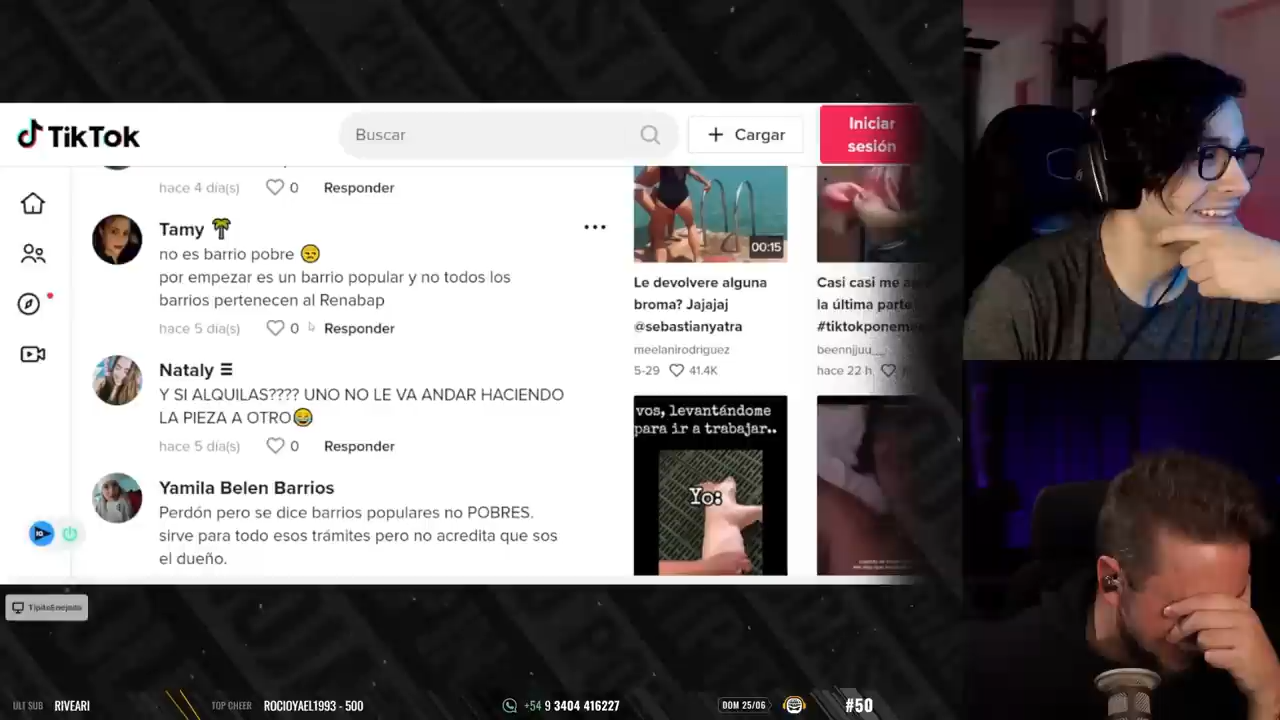 TikTok
Buscar
+ Cargar
Iniciar
sesión
hace 4 día(s)
0
Responder
Tamy
no es barrio pobre
por empezar es un barrio popular y no todos los
barrios pertenecen al Renabap
hace 5 día(s)
0
Responder
Nataly
Y SI ALQUILAS???? UNO NO LE VA ANDAR HACIENDO
LA PIEZA A OTRO😂
hace 5 día(s)
0
Responder
Yamila Belen Barrios
Perdón pero se dice barrios populares no POBRES.
sirve para todo esos trámites pero no acredita que sos
el dueño.
00:15
Le devolvere alguna
broma? Jajajaj
@sebastianyatra
meelanirodriguez
5-29
41.4K
Casi casi me
la última parte
#tiktokponeme
beennjjuu__
hace 22 h
vos, levantándome
para ir a trabajar..
Yo:
TipitoEnojado
ULT SUB RIVEARI
TOP CHEER ROCIOYAEL1993 - 500
+54 9 3404 416227
DOM 25/06
#50